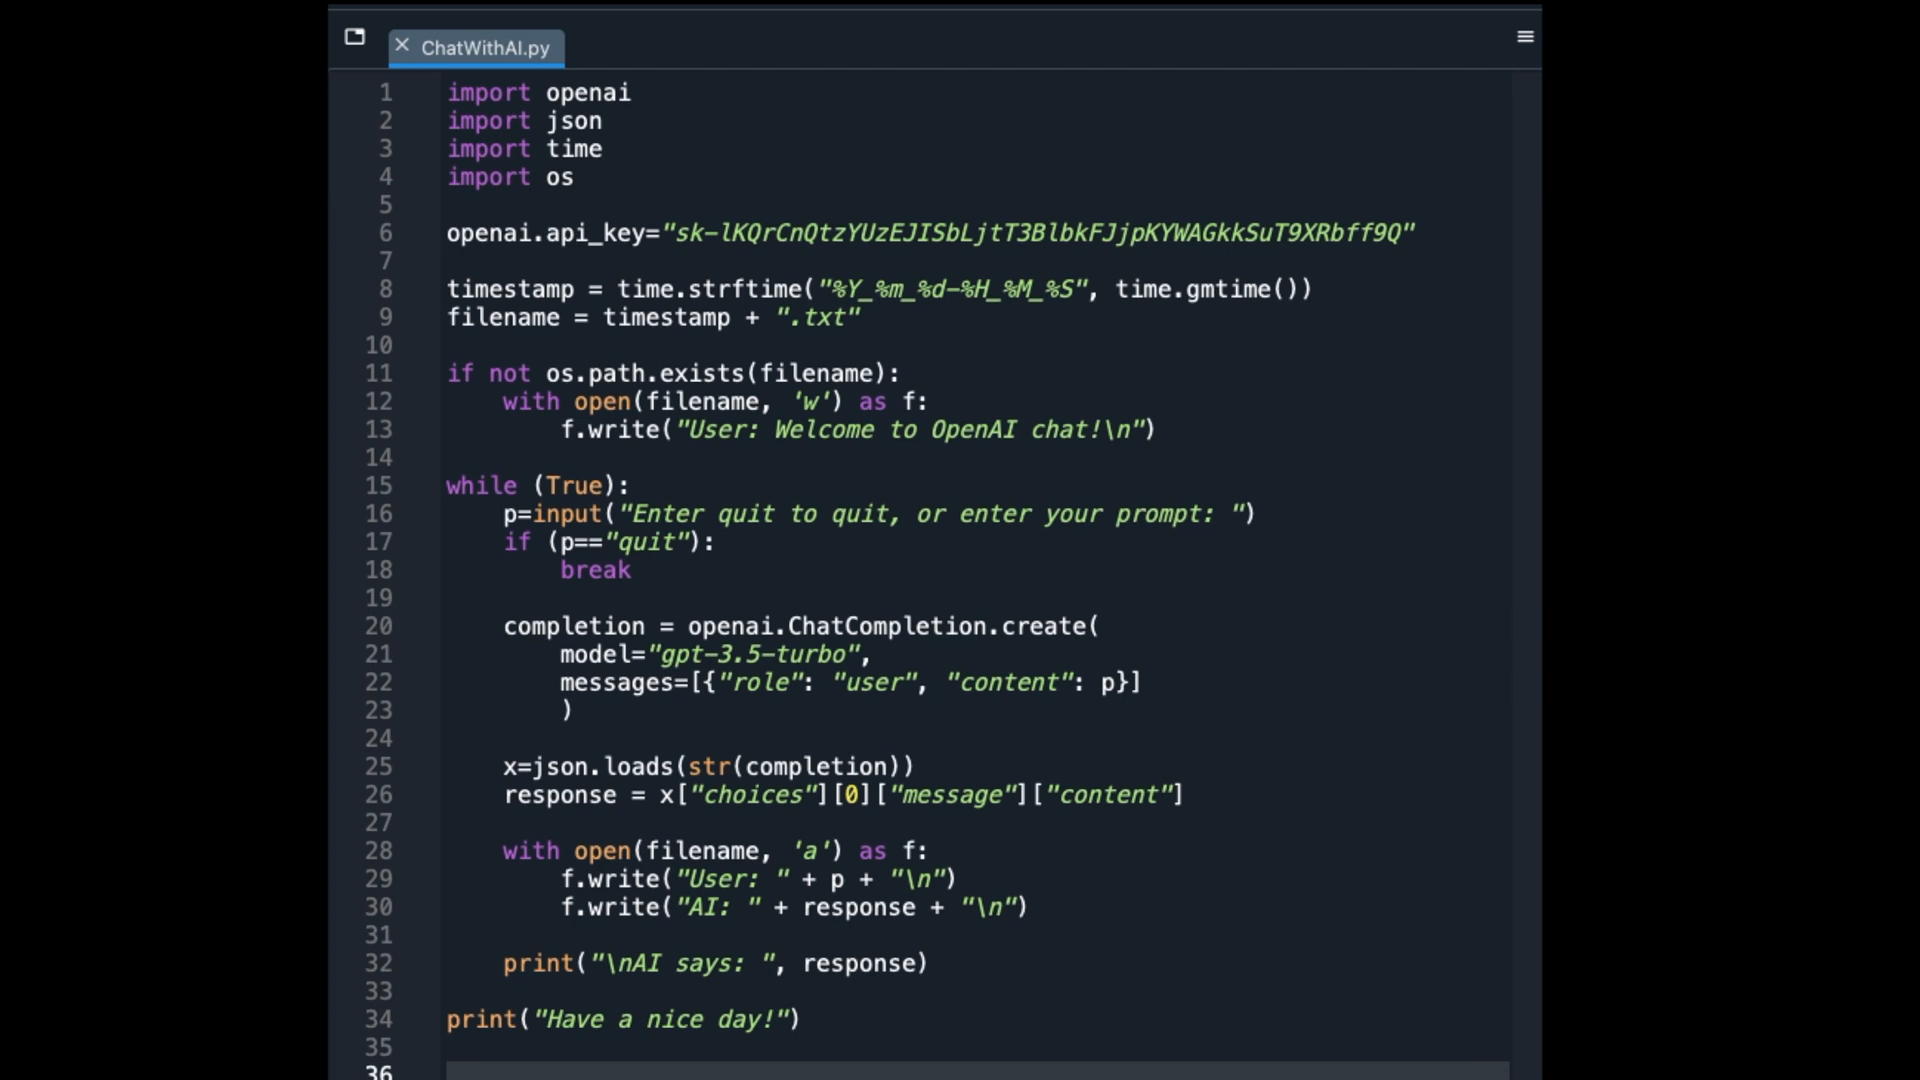 ChatWithAI.py
1 import openai
2 import json
3 import time
4 import os
5
6 openai.api_key="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"
7
8 timestamp = time.strftime("%Y_%m_%d-%H_%M_%S", time.gmtime())
9 filename = timestamp + ".txt"
10
11 if not os.path.exists(filename):
12     with open(filename, 'w') as f:
13         f.write("User: Welcome to OpenAI chat!\n")
14
15 while (True):
16     p=input("Enter quit to quit, or enter your prompt: ")
17     if (p=="quit"):
18         break
19
20     completion = openai.ChatCompletion.create(
21         model="gpt-3.5-turbo",
22         messages=[{"role": "user", "content": p}]
23         )
24
25     x=json.loads(str(completion))
26     response = x["choices"][0]["message"]["content"]
27
28     with open(filename, 'a') as f:
29         f.write("User: " + p + "\n")
30         f.write("AI: " + response + "\n")
31
32     print("\nAI says: ", response)
33
34 print("Have a nice day!")
35
36